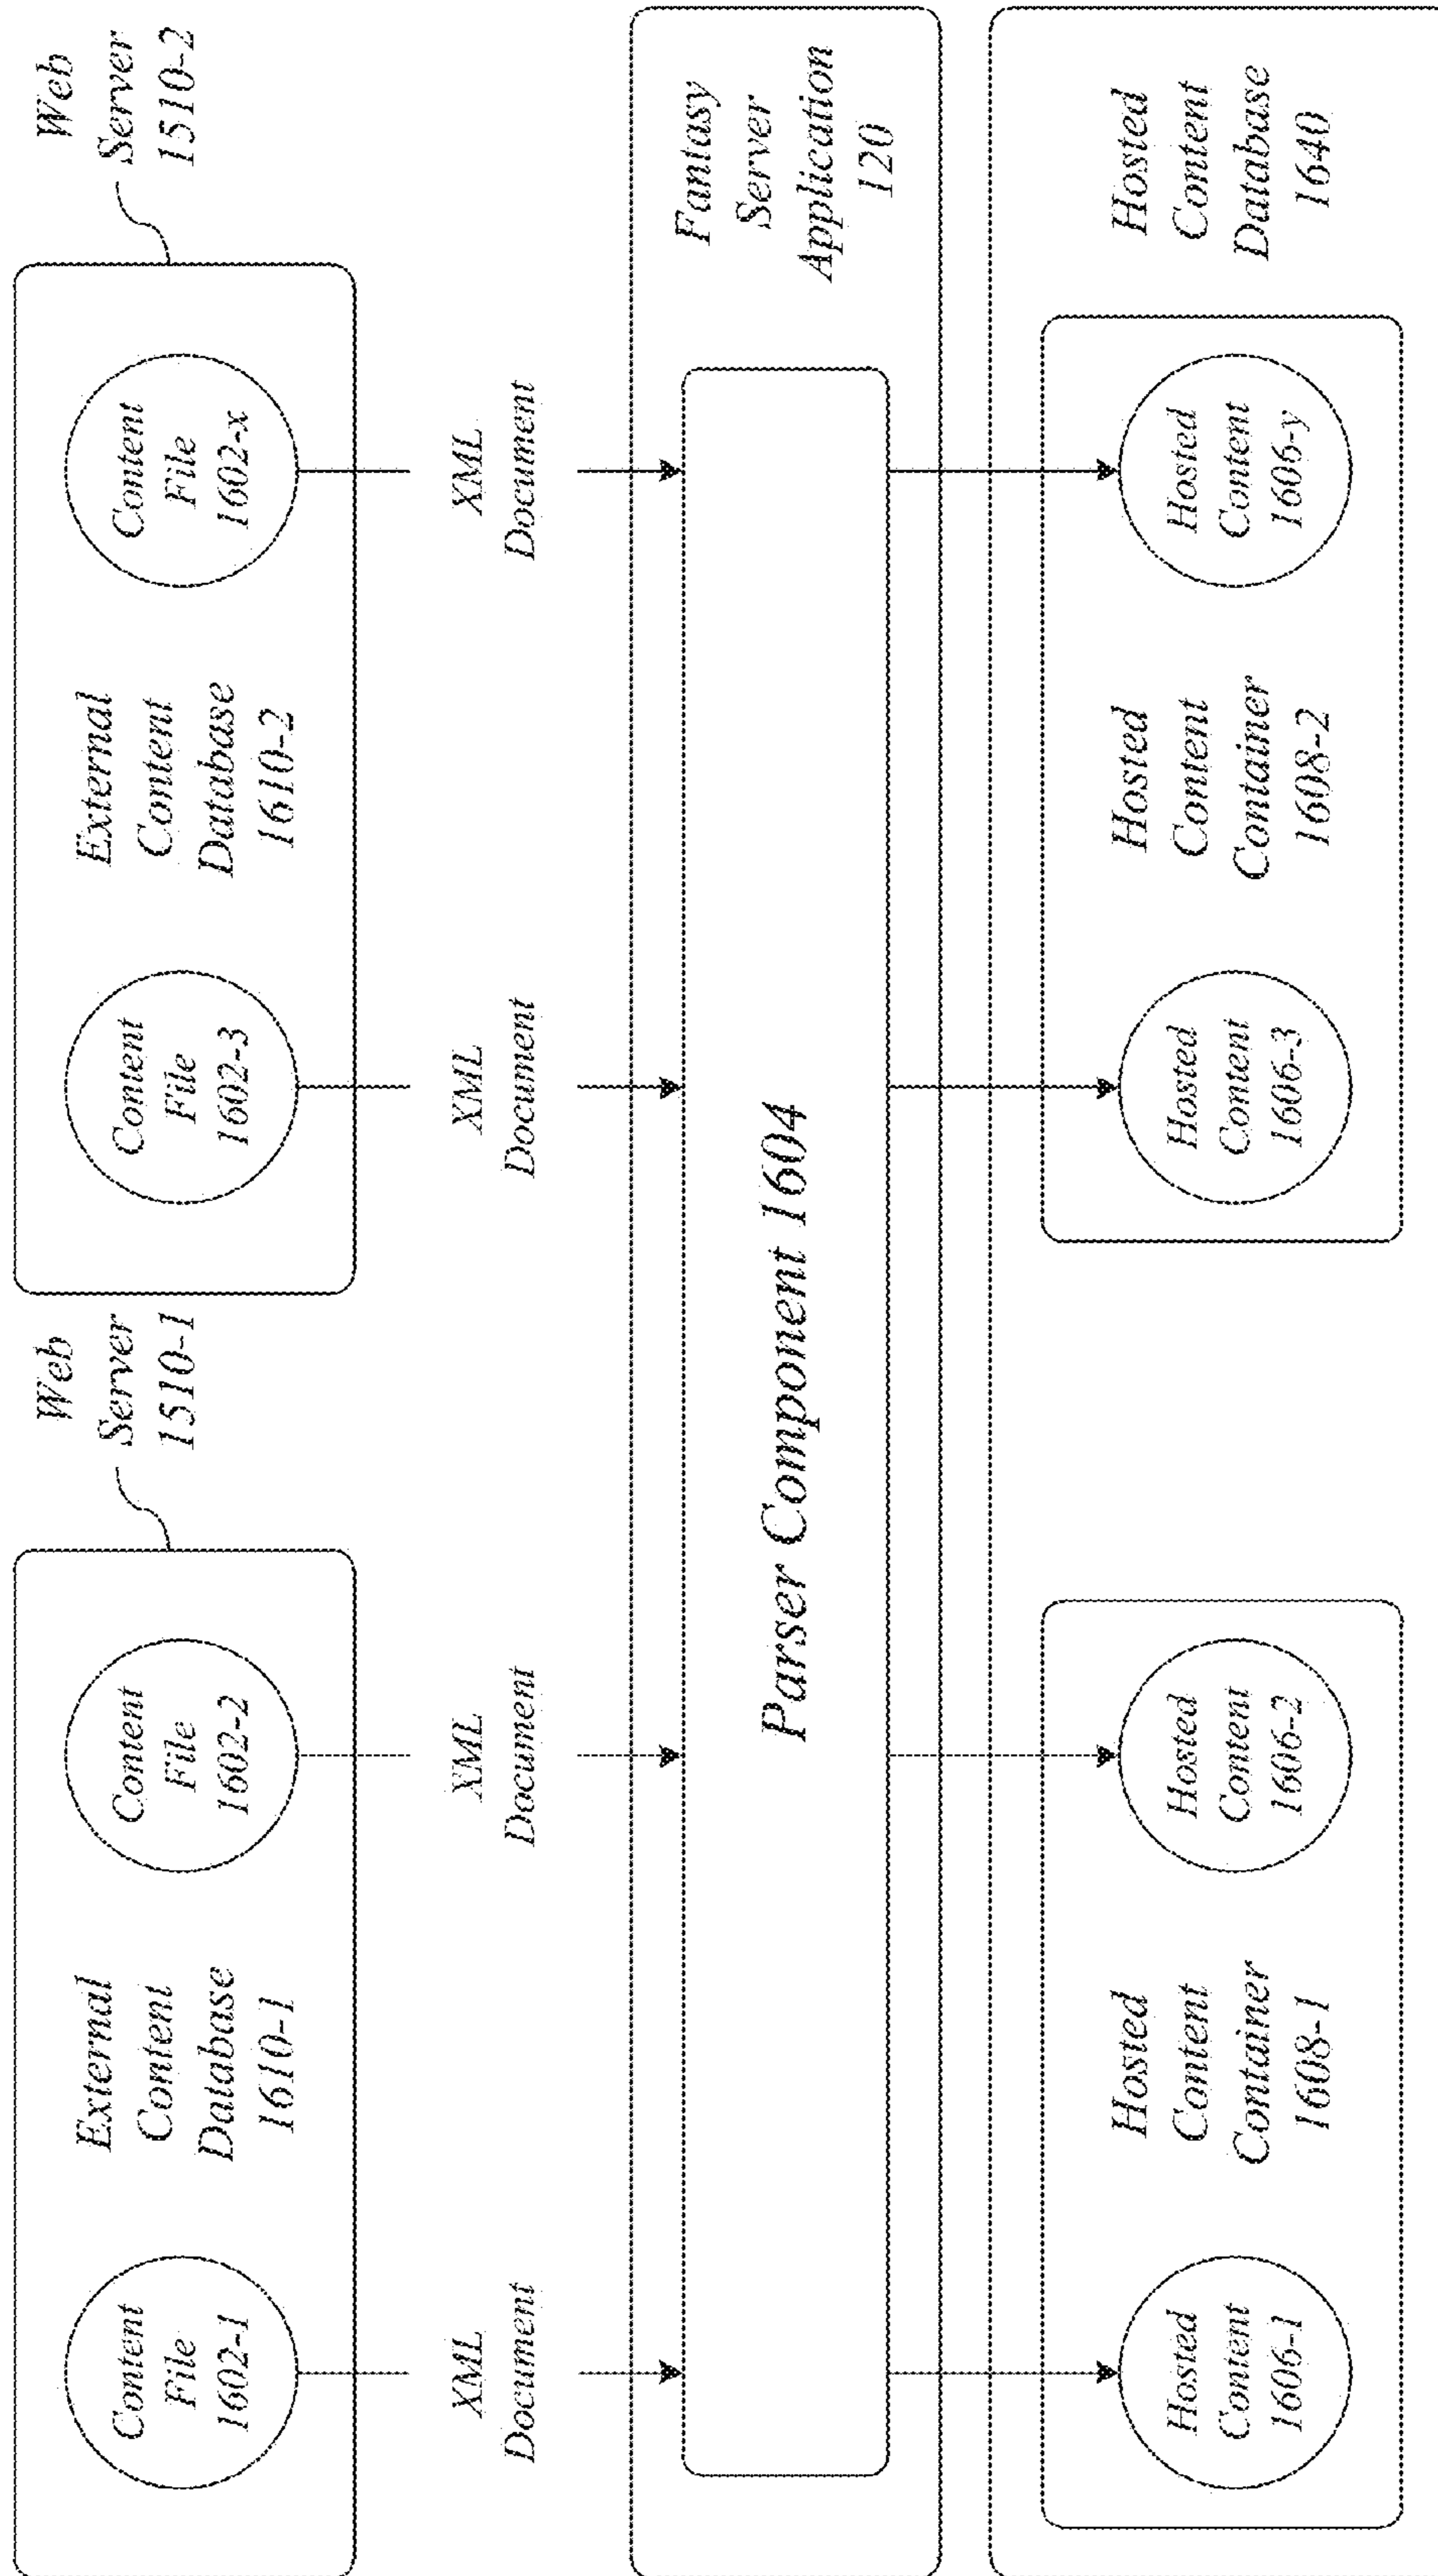 Web
Server
1510-1
Web
Server
1510-2
Content
File
1602-1
External
Content
Database
1610-1
Content
File
1602-2
Content
File
1602-3
External
Content
Database
1610-2
Content
File
1602-x
XML
Document
XML
Document
XML
Document
XML
Document
Parser Component 1604
Fantasy
Server
Application
120
Hosted
Content
1606-1
Hosted
Content
Container
1608-1
Hosted
Content
1606-2
Hosted
Content
1606-3
Hosted
Content
Container
1608-2
Hosted
Content
1606-y
Hosted
Content
Database
1640